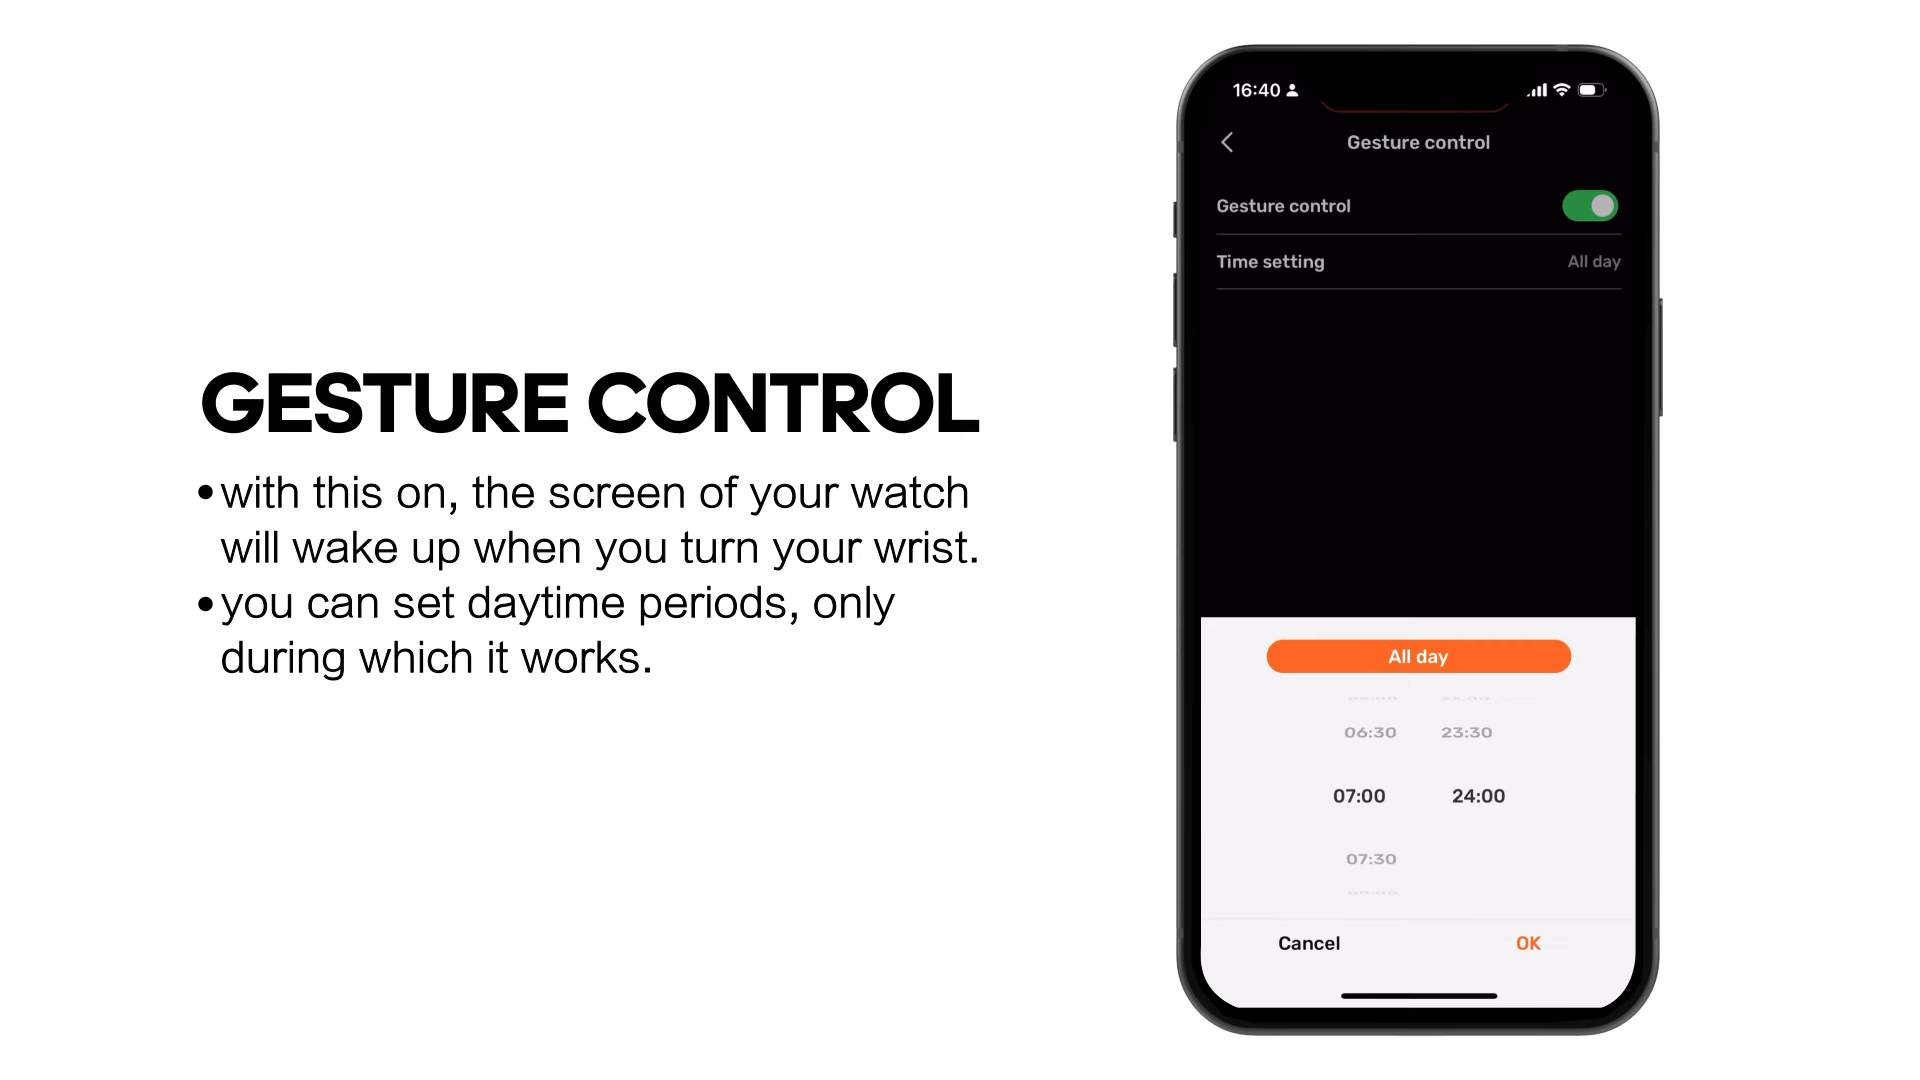 GESTURE CONTROL
•with this on, the screen of your watch
will wake up when you turn your wrist.
•you can set daytime periods, only
during which it works.
16:40
Gesture control
Gesture control
Time setting All day
All day
06:30 23:30
07:00 24:00
07:30
Cancel OK